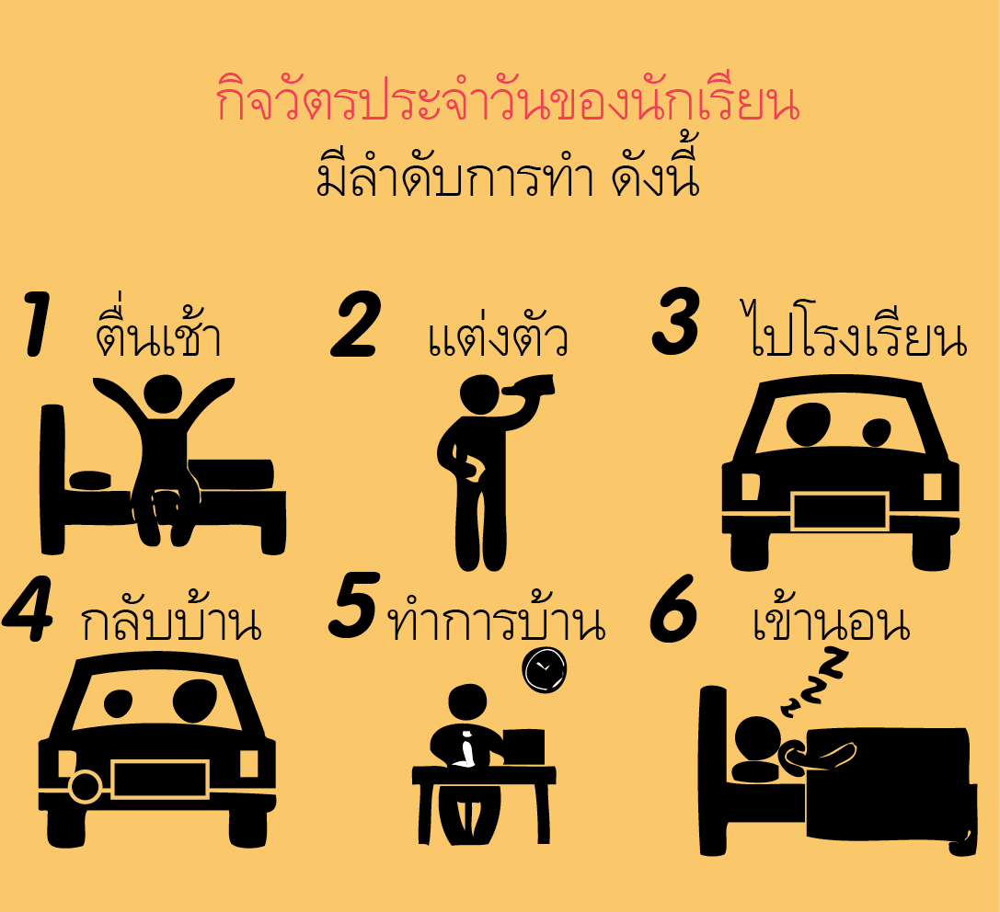 กิจวัตรประจำวันของนักเรียน
มีลำดับการทำ ดังนี้
1 ตื่นเช้า
2 แต่งตัว
3 ไปโรงเรียน
4 กลับบ้าน
5 ทำการบ้าน
6 เข้านอน
z z z